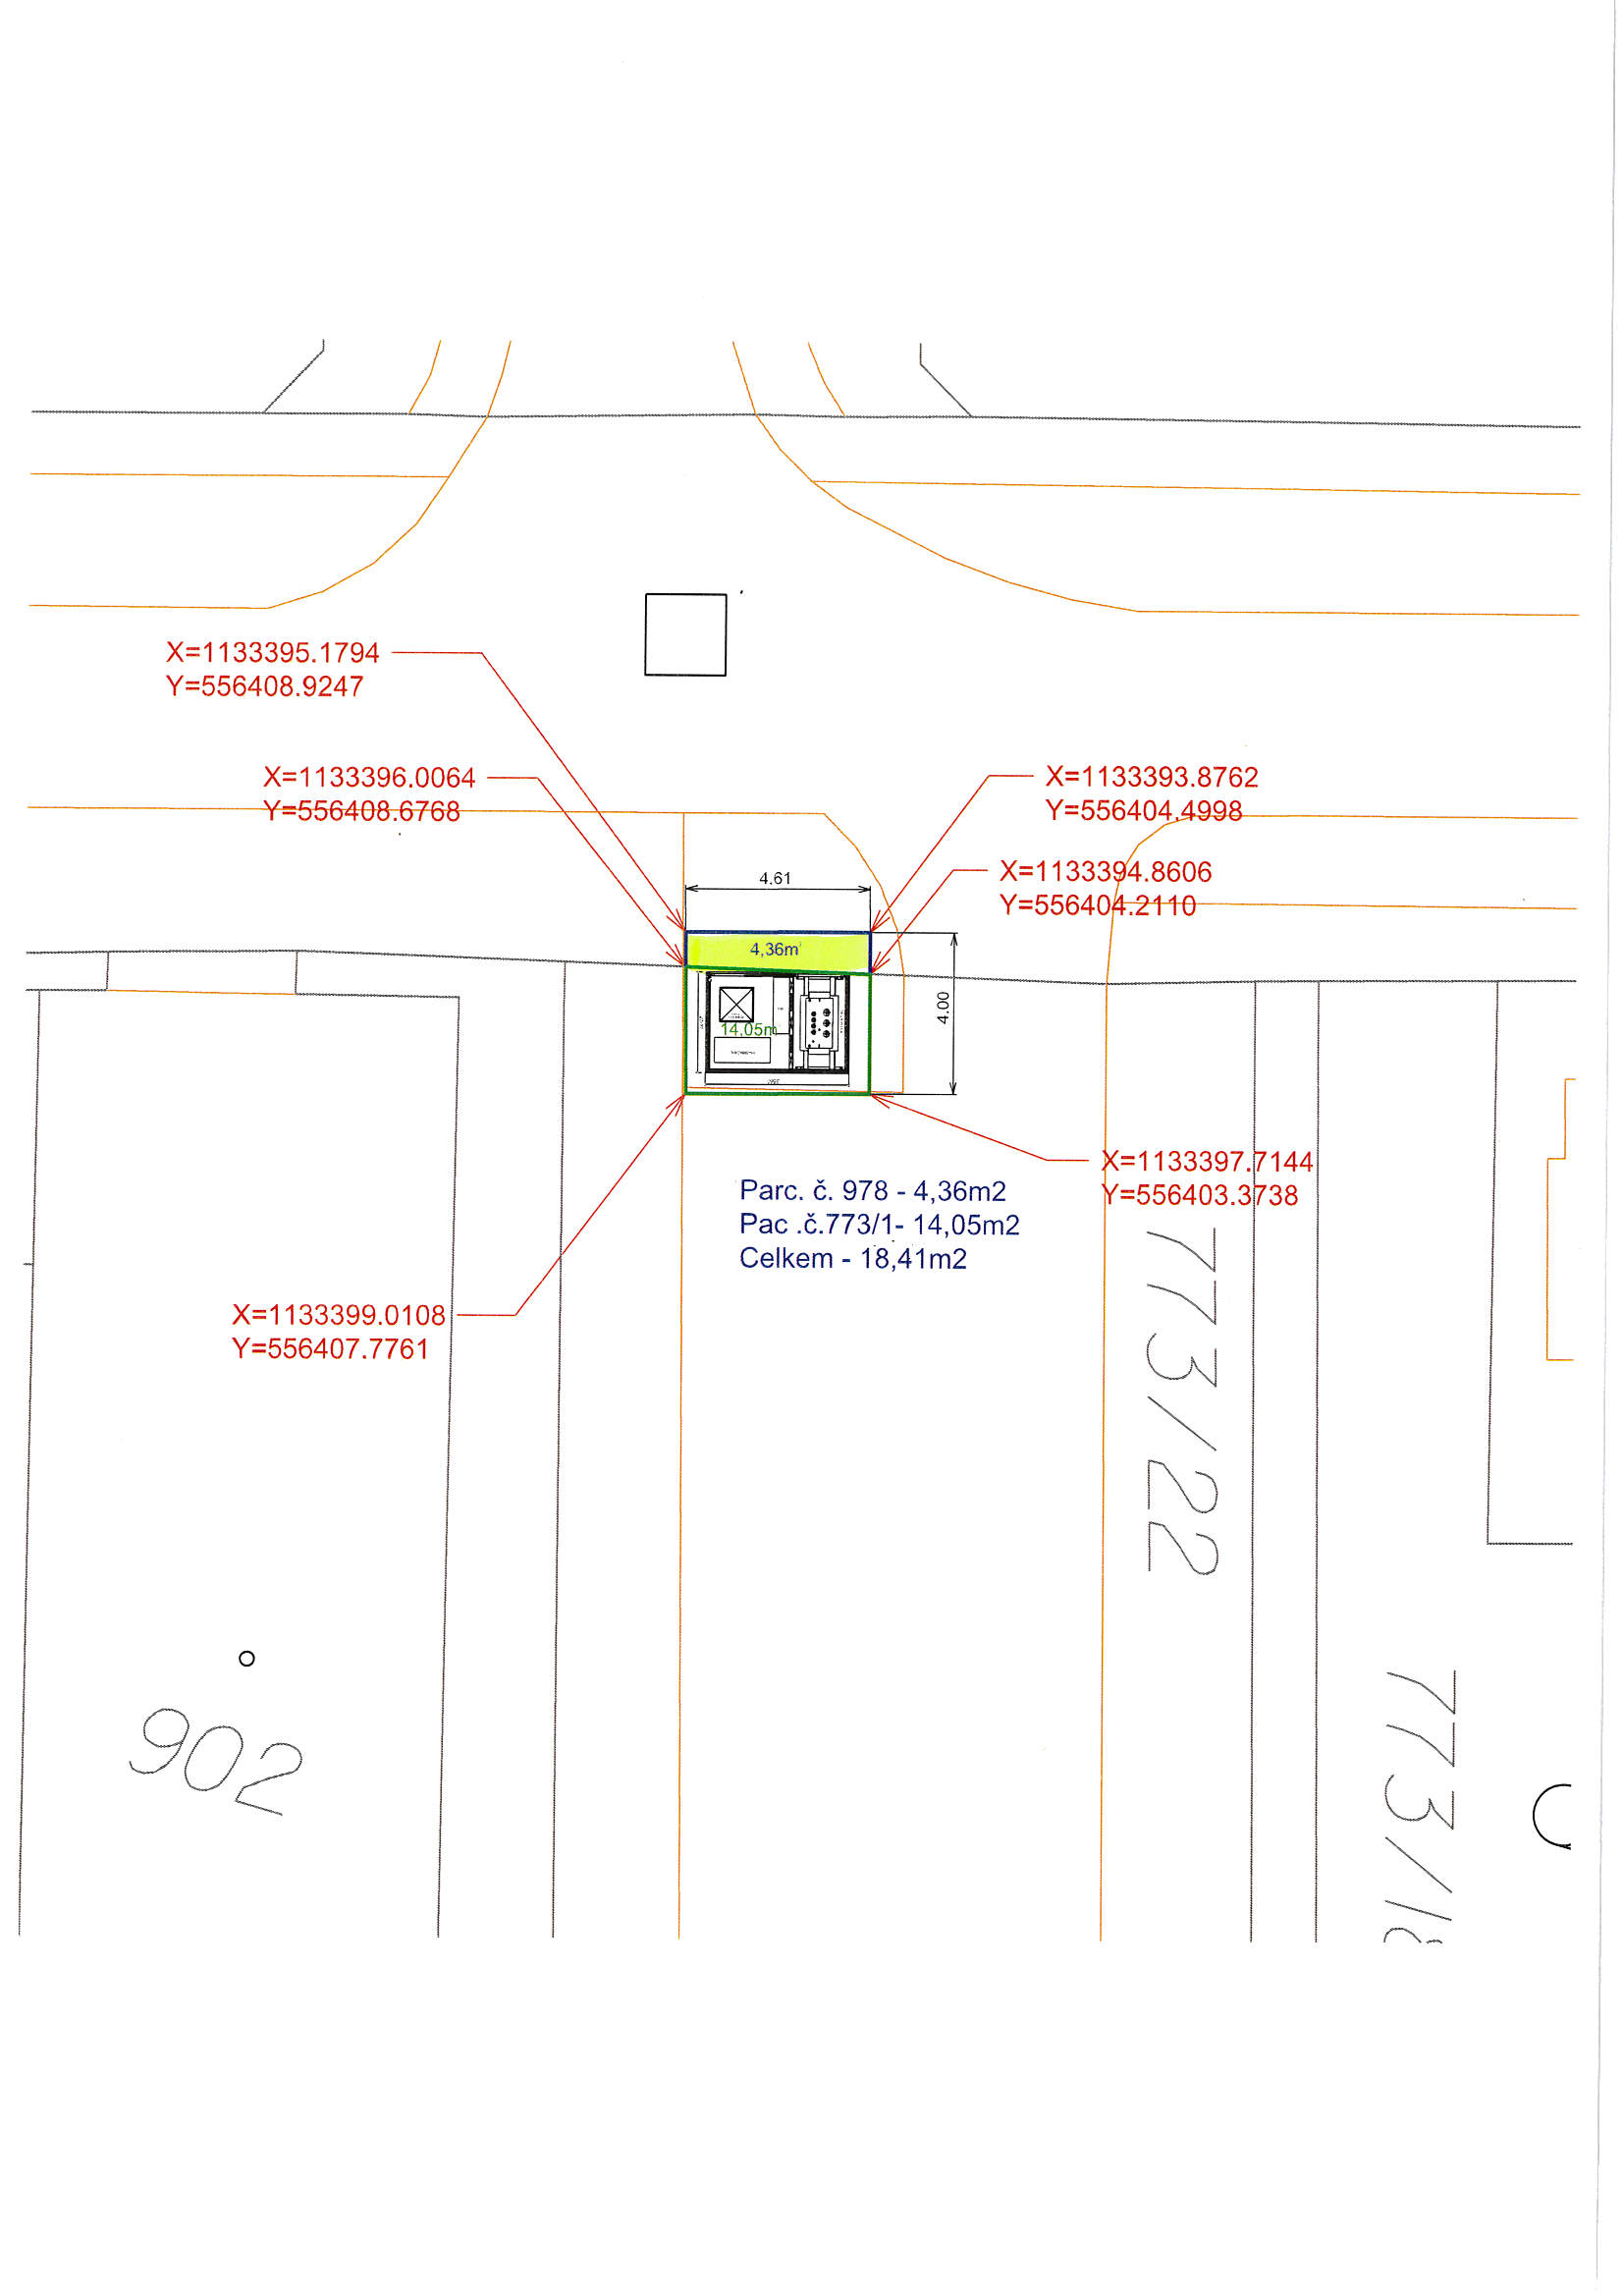 X=1133395.1794
Y=556408.9247
X=1133396.0064
Y=556408.6768
X=1133393.8762
Y=556404.4998
X=1133394.8606
Y=556404.2110
4.61
4,36m²
4.00
14,05m²
X=1133397.7144
Y=556403.3738
Parc. č. 978 - 4,36m2
Pac .č.773/1- 14,05m2
Celkem - 18,41m2
X=1133399.0108
Y=556407.7761
773/22
902